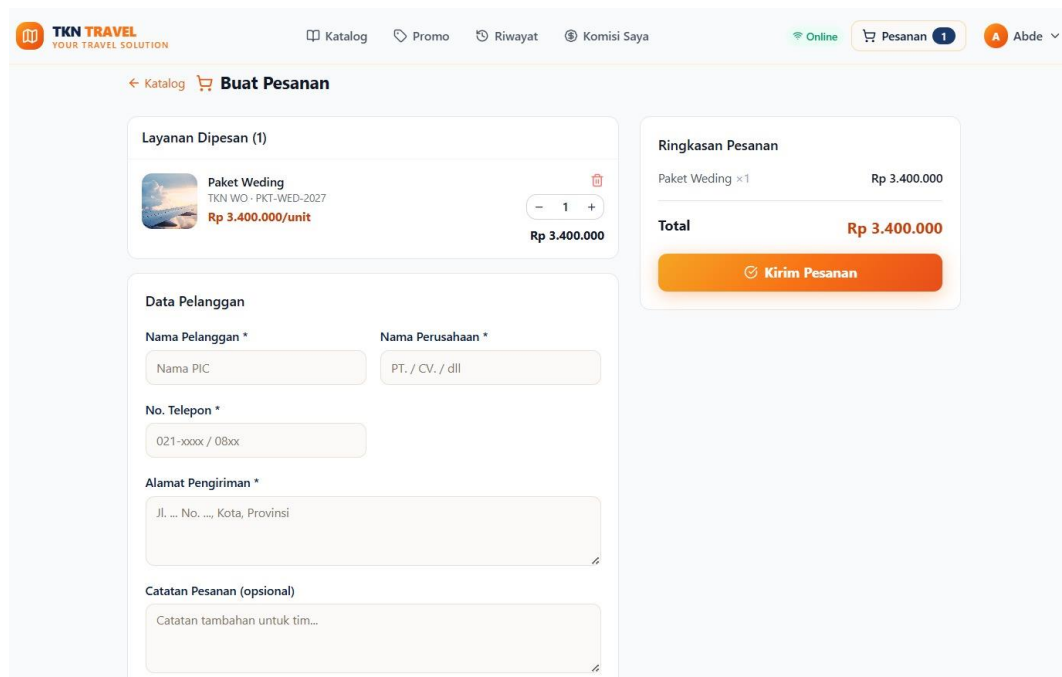 TKN TRAVEL
YOUR TRAVEL SOLUTION
Katalog
Promo
Riwayat
Komisi Saya
Online
Pesanan 1
A Abde
← Katalog Buat Pesanan
Layanan Dipesan (1)
Paket Weding
TKN WO · PKT-WED-2027
Rp 3.400.000/unit
− 1 +
Rp 3.400.000
Ringkasan Pesanan
Paket Weding ×1 Rp 3.400.000
Total Rp 3.400.000
Kirim Pesanan
Data Pelanggan
Nama Pelanggan * Nama Perusahaan *
Nama PIC PT. / CV. / dll
No. Telepon *
021-xxxx / 08xx
Alamat Pengiriman *
Jl. ... No. ..., Kota, Provinsi
Catatan Pesanan (opsional)
Catatan tambahan untuk tim...